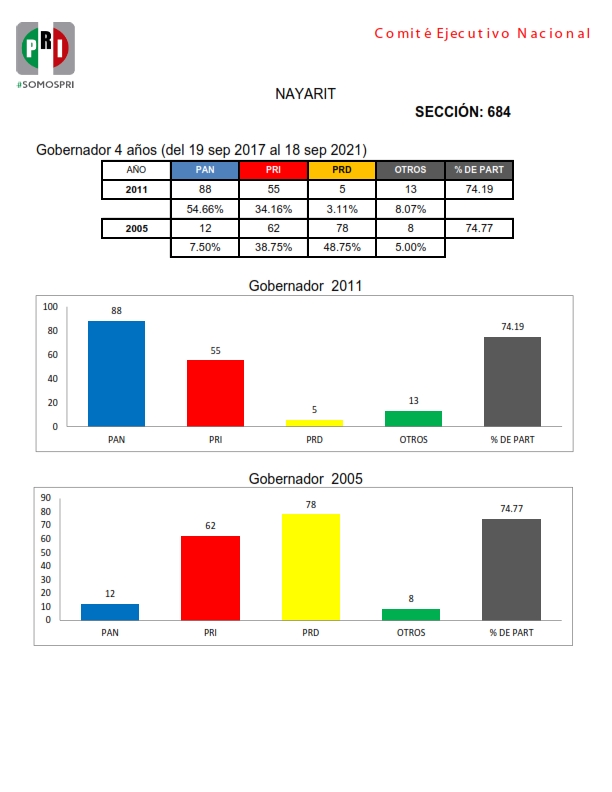 Comité Ejecutivo Nacional
PRI
#SOMOSPRI
NAYARIT
SECCIÓN: 684
Gobernador 4 años (del 19 sep 2017 al 18 sep 2021)
AÑO PAN PRI PRD OTROS % DE PART
2011 88 55 5 13 74.19
54.66% 34.16% 3.11% 8.07%
2005 12 62 78 8 74.77
7.50% 38.75% 48.75% 5.00%
Gobernador 2011
100
80
60
40
20
0
88
55
5
13
74.19
PAN PRI PRD OTROS % DE PART
Gobernador 2005
90
80
70
60
50
40
30
20
10
0
12
62
78
8
74.77
PAN PRI PRD OTROS % DE PART